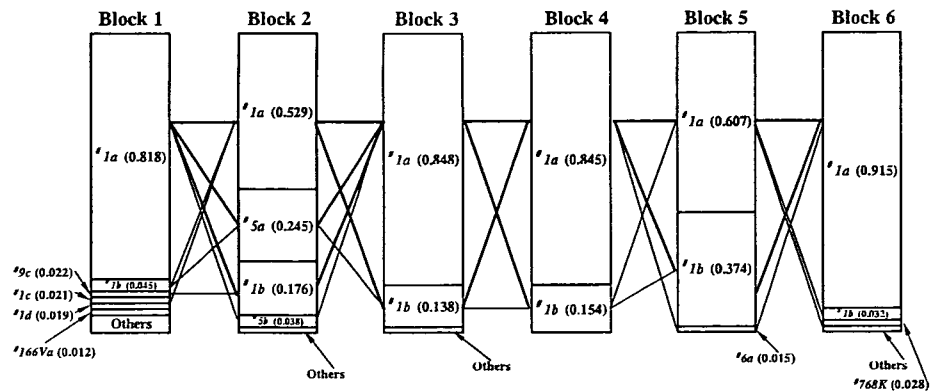 Block 1 Block 2 Block 3 Block 4 Block 5 Block 6
#1a (0.818)
#9c (0.022)
#1b (0.045)
#1c (0.021)
#1d (0.019)
Others
#166Va (0.012)
#1a (0.529)
#5a (0.245)
#1b (0.176)
#5b (0.038)
Others
#1a (0.848)
#1b (0.138)
Others
#1a (0.845)
#1b (0.154)
#1a (0.607)
#1b (0.374)
#6a (0.015)
#1a (0.915)
#1b (0.032)
Others
#768K (0.028)